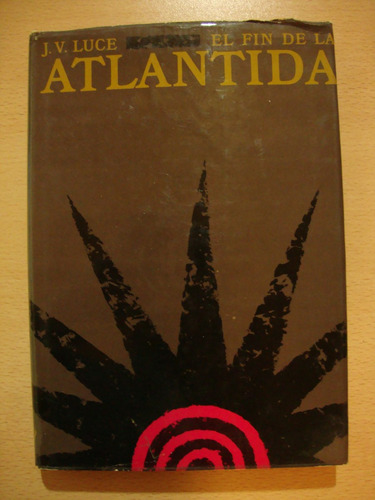 J. V. LUCE EL FIN DE LA
ATLANTIDA